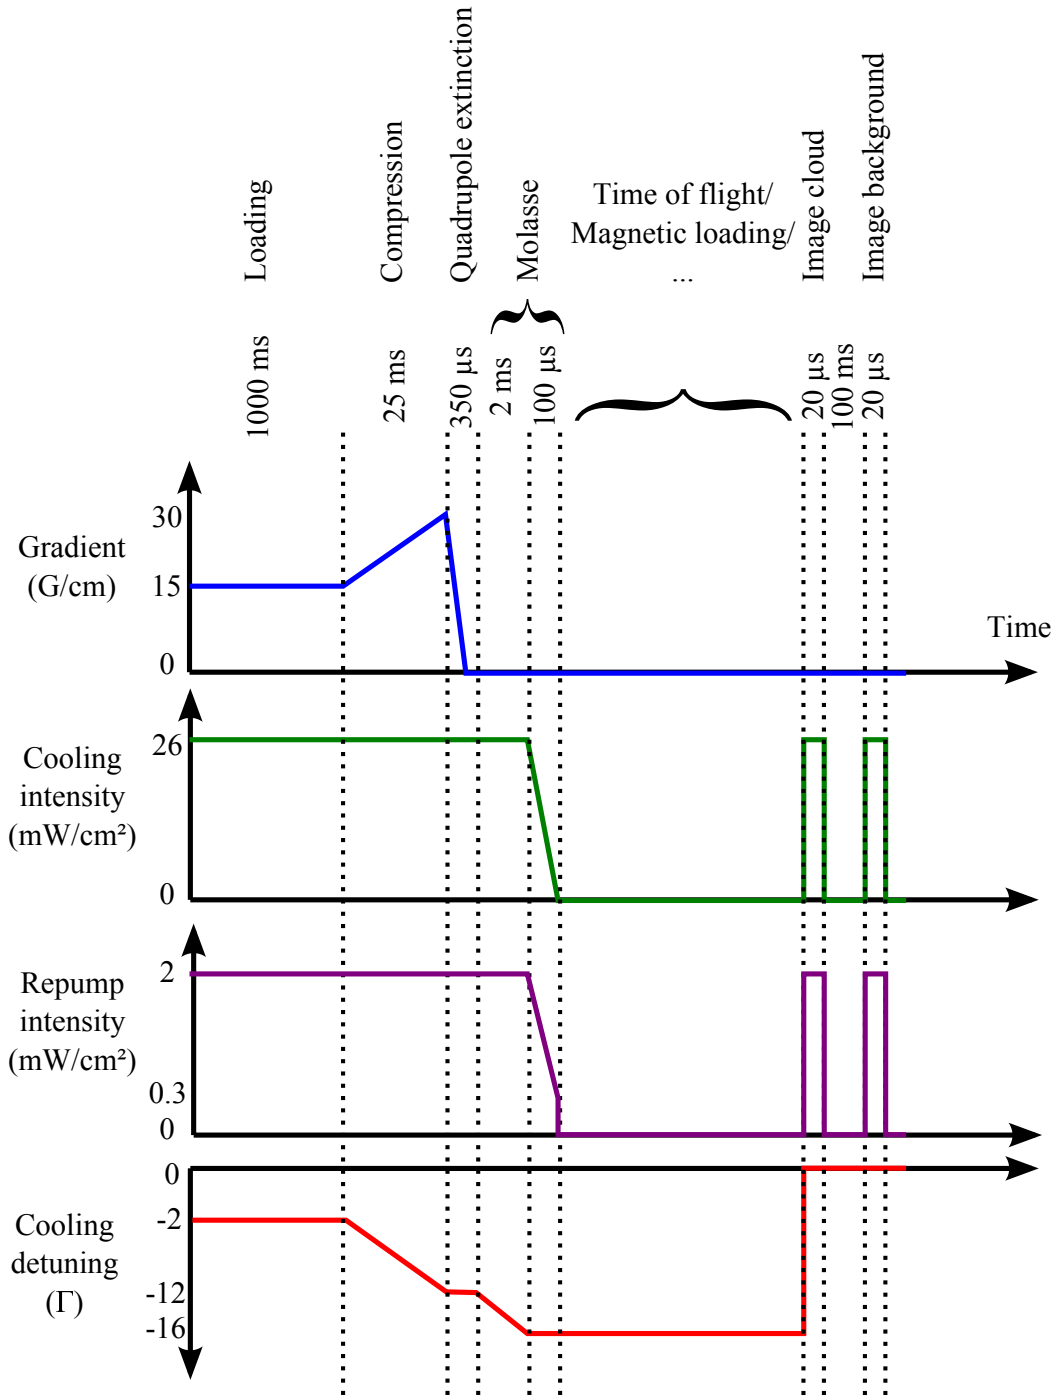 Loading
Compression
Quadrupole extinction
Molasse
Time of flight/
Magnetic loading/
...
Image cloud
Image background
1000 ms
25 ms
350 µs
2 ms
100 µs
20 µs
100 ms
20 µs
Gradient
(G/cm)
30
15
0
Time
Cooling
intensity
(mW/cm²)
26
0
Repump
intensity
(mW/cm²)
2
0.3
0
Cooling
detuning
(Γ)
0
-2
-12
-16